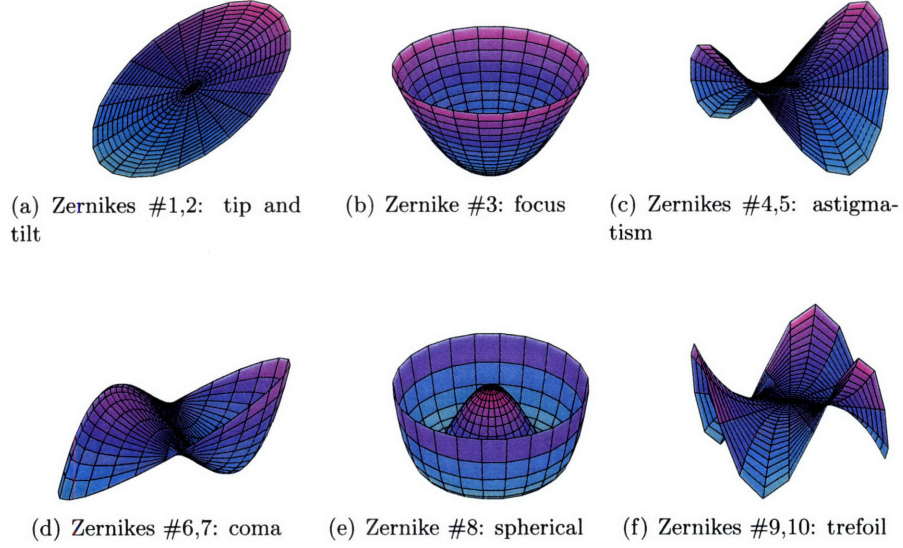 (a) Zernikes #1,2: tip and
tilt
(b) Zernike #3: focus
(c) Zernikes #4,5: astigma-
tism
(d) Zernikes #6,7: coma
(e) Zernike #8: spherical
(f) Zernikes #9,10: trefoil